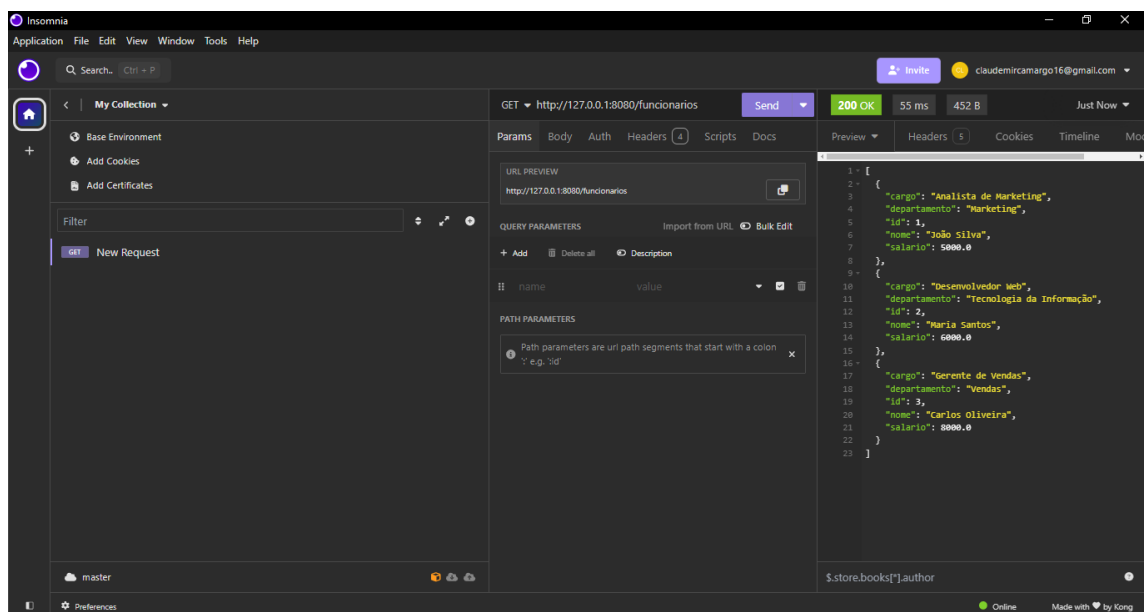 Insomnia
Application File Edit View Window Tools Help
Search.. Ctrl + P
Invite
claudemircamargo16@gmail.com
My Collection
Base Environment
Add Cookies
Add Certificates
Filter
GET New Request
master
Preferences
GET http://127.0.0.1:8080/funcionarios Send
Params Body Auth Headers 4 Scripts Docs
URL PREVIEW
http://127.0.0.1:8080/funcionarios
QUERY PARAMETERS Import from URL Bulk Edit
+ Add Delete all Description
name value
PATH PARAMETERS
Path parameters are url path segments that start with a colon
':' e.g. ':id'
200 OK 55 ms 452 B Just Now
Preview Headers 5 Cookies Timeline Moc
1 [
2 {
3 "cargo": "Analista de Marketing",
4 "departamento": "Marketing",
5 "id": 1,
6 "nome": "João Silva",
7 "salario": 5000.0
8 },
9 {
10 "cargo": "Desenvolvedor Web",
11 "departamento": "Tecnologia da Informação",
12 "id": 2,
13 "nome": "Maria Santos",
14 "salario": 6000.0
15 },
16 {
17 "cargo": "Gerente de Vendas",
18 "departamento": "Vendas",
19 "id": 3,
20 "nome": "Carlos Oliveira",
21 "salario": 8000.0
22 }
23 ]
$.store.books[*].author
Online Made with ♥ by Kong